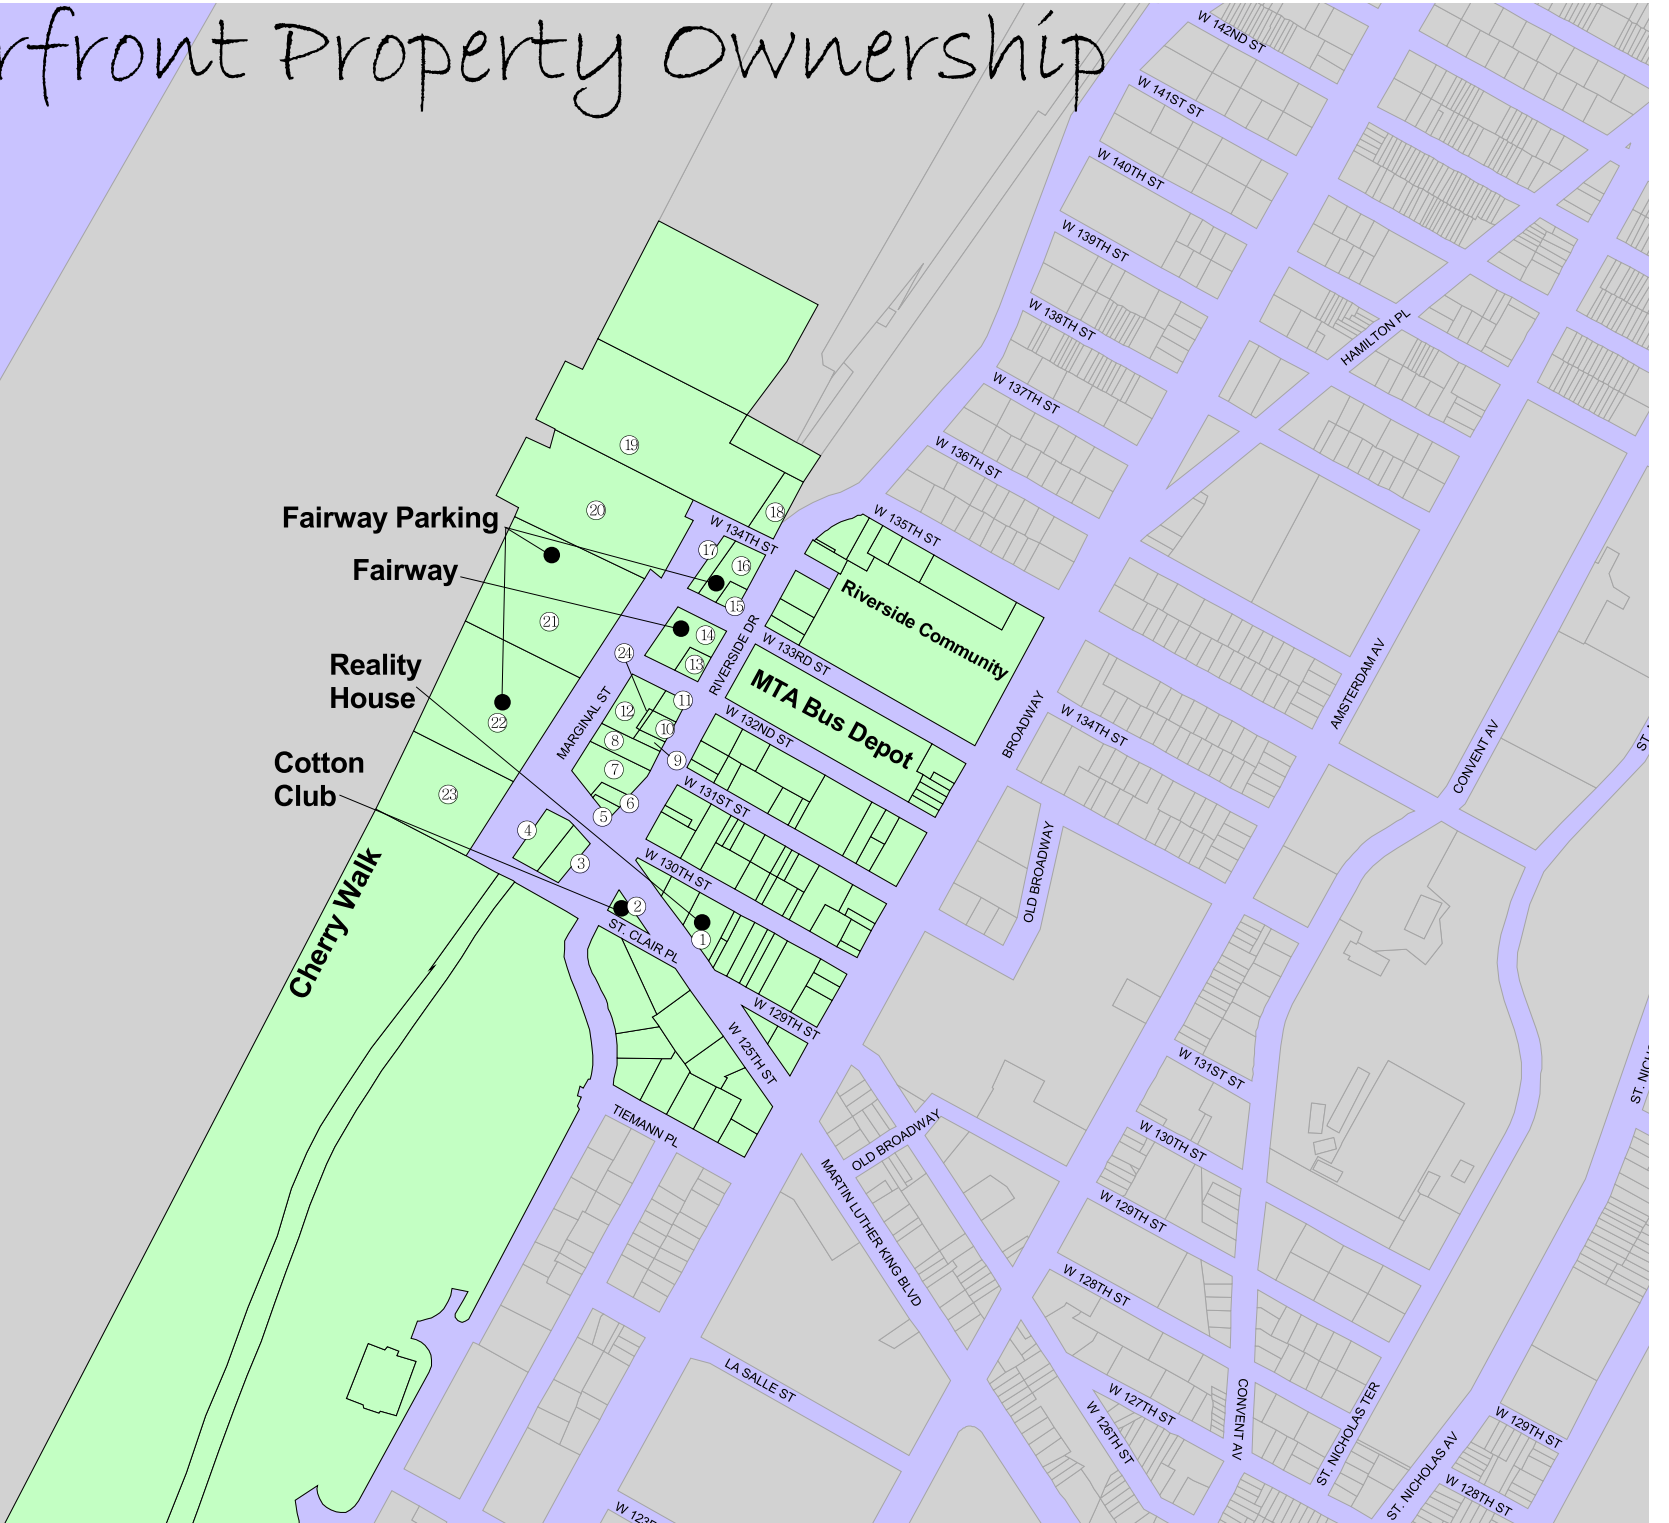 rfront Property Ownership
W 142ND ST
W 141ST ST
W 140TH ST
W 139TH ST
W 138TH ST
HAMILTON PL
W 137TH ST
W 136TH ST
19
20
18
Fairway Parking
W 134TH ST
W 135TH ST
17
16
Fairway
15
Riverside Community
21
14
24
13
RIVERSIDE DR
W 133RD ST
Reality
House
MTA Bus Depot
AMSTERDAM AV
11
12
10
22
MARGINAL ST
8
9
W 132ND ST
BROADWAY
W 134TH ST
CONVENT AV
ST.
7
Cotton
Club
23
6
5
W 131ST ST
4
3
OLD BROADWAY
W 130TH ST
Cherry Walk
2
1
ST. CLAIR PL
W 129TH ST
W 125TH ST
W 131ST ST
ST. NICHO
TIEMANN PL
OLD BROADWAY
W 130TH ST
MARTIN LUTHER KING BLVD
W 129TH ST
W 128TH ST
LA SALLE ST
W 127TH ST
W 126TH ST
CONVENT AV
ST. NICHOLAS TER
ST. NICHOLAS AV
W 129TH ST
W 128TH ST
W 123